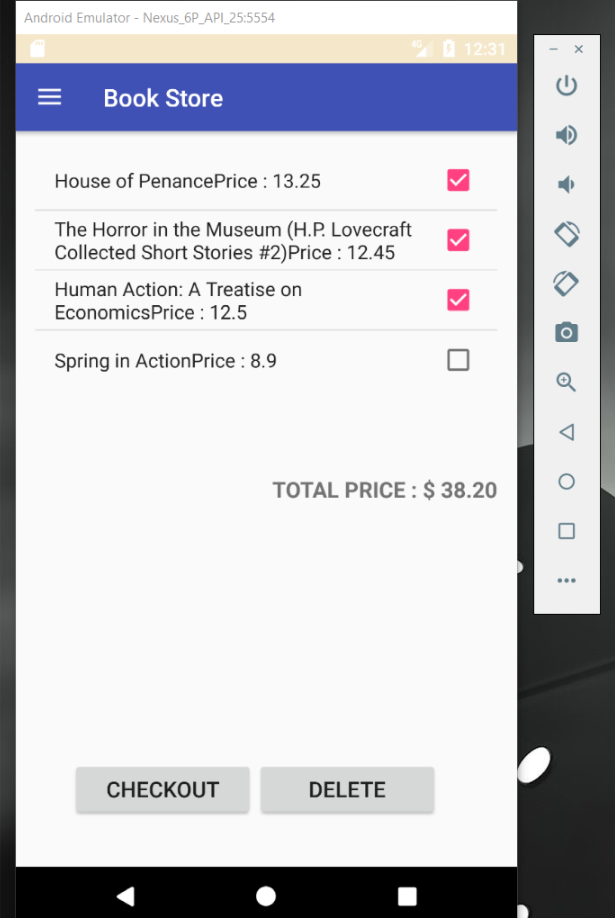 Android Emulator - Nexus_6P_API_25:5554
4G 12:31
Book Store
House of PenancePrice : 13.25
The Horror in the Museum (H.P. Lovecraft
Collected Short Stories #2)Price : 12.45
Human Action: A Treatise on
EconomicsPrice : 12.5
Spring in ActionPrice : 8.9
TOTAL PRICE : $ 38.20
CHECKOUT DELETE